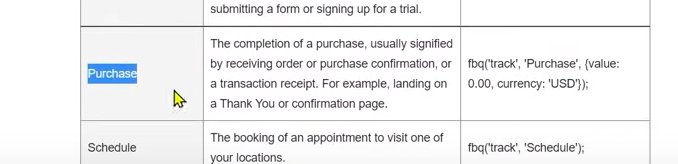 submitting a form or signing up for a trial.
Purchase
The completion of a purchase, usually signified
by receiving order or purchase confirmation, or
a transaction receipt. For example, landing on
a Thank You or confirmation page.
fbq('track', 'Purchase', {value:
0.00, currency: 'USD'});
Schedule
The booking of an appointment to visit one of
your locations.
fbq('track', 'Schedule');